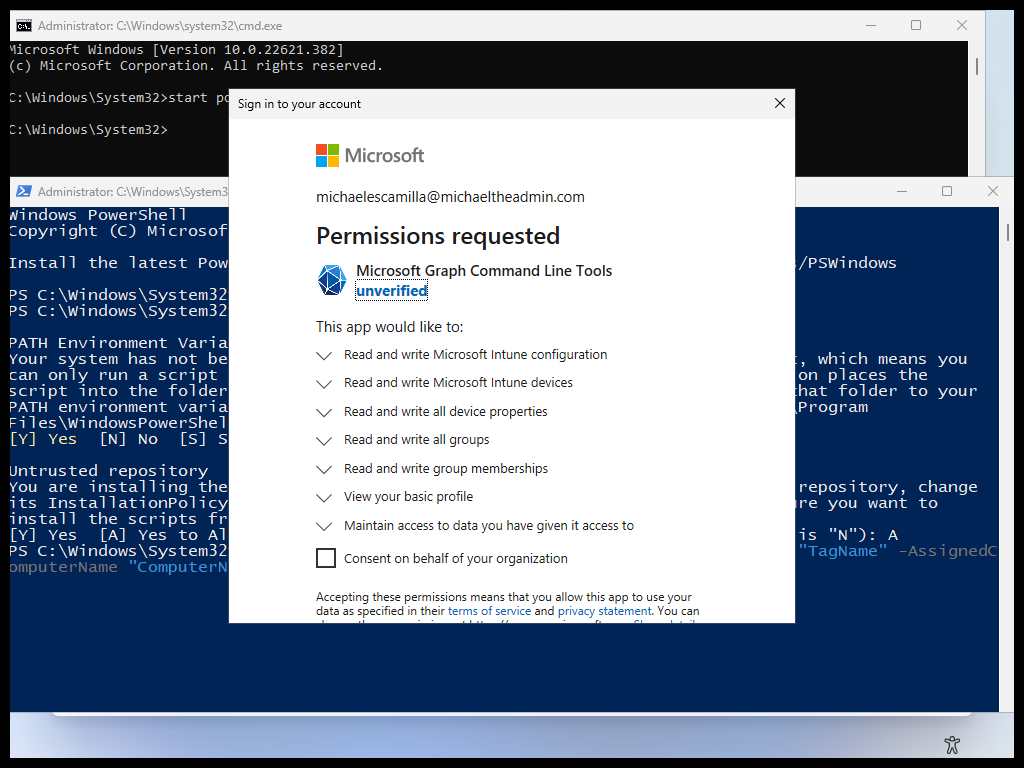 Administrator: C:\Windows\system32\cmd.exe
Microsoft Windows [Version 10.0.22621.382]
(c) Microsoft Corporation. All rights reserved.
C:\Windows\System32>start po
C:\Windows\System32>
Sign in to your account
Microsoft
michaelescamilla@michaeltheadmin.com
Permissions requested
Microsoft Graph Command Line Tools
unverified
This app would like to:
Read and write Microsoft Intune configuration
Read and write Microsoft Intune devices
Read and write all device properties
Read and write all groups
Read and write group memberships
View your basic profile
Maintain access to data you have given it access to
Consent on behalf of your organization
Accepting these permissions means that you allow this app to use your
data as specified in their terms of service and privacy statement. You can
Administrator: C:\Windows\System3
Windows PowerShell
Copyright (C) Microsof
Install the latest Pow /PSWindows
PS C:\Windows\System32
PS C:\Windows\System32
PATH Environment Varia
Your system has not be , which means you
can only run a script on places the
script into the folder that folder to your
PATH environment varia \Program
Files\WindowsPowerShel
[Y] Yes [N] No [S] S
Untrusted repository
You are installing the repository, change
its InstallationPolicy re you want to
install the scripts fr
[Y] Yes [A] Yes to Al is "N"): A
PS C:\Windows\System32 "TagName" -AssignedC
omputerName "ComputerN